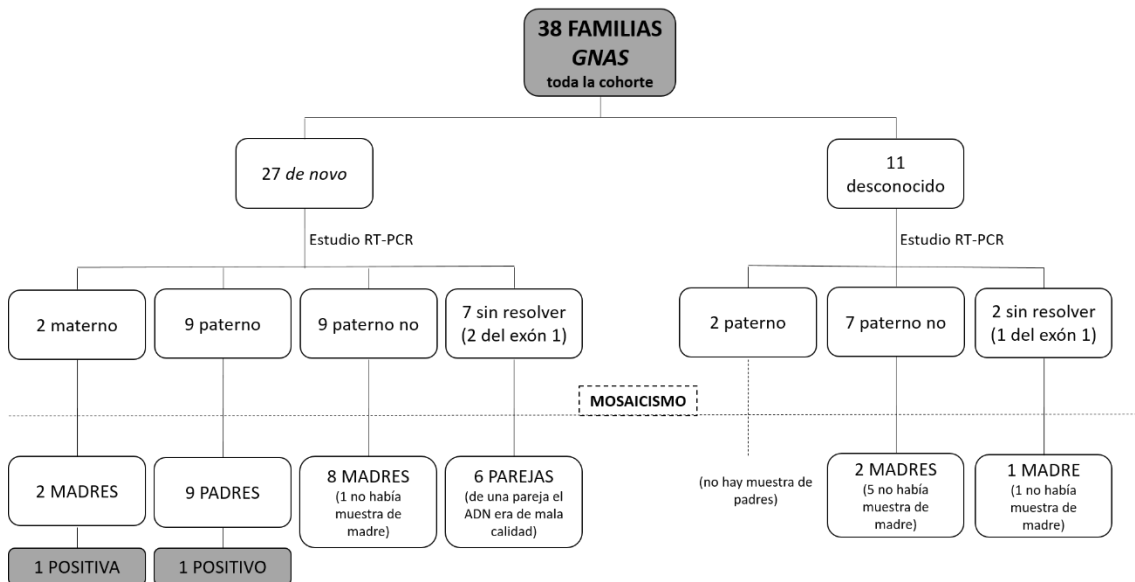 38 FAMILIAS
GNAS
toda la cohorte
27 de novo
11
desconocido
Estudio RT-PCR
Estudio RT-PCR
2 materno
9 paterno
9 paterno no
7 sin resolver
(2 del exón 1)
2 paterno
7 paterno no
2 sin resolver
(1 del exón 1)
MOSAICISMO
2 MADRES
9 PADRES
8 MADRES
(1 no había
muestra de
madre)
6 PAREJAS
(de una pareja el
ADN era de mala
calidad)
(no hay muestra de
padres)
2 MADRES
(5 no había
muestra de
madre)
1 MADRE
(1 no había
muestra de
madre)
1 POSITIVA
1 POSITIVO